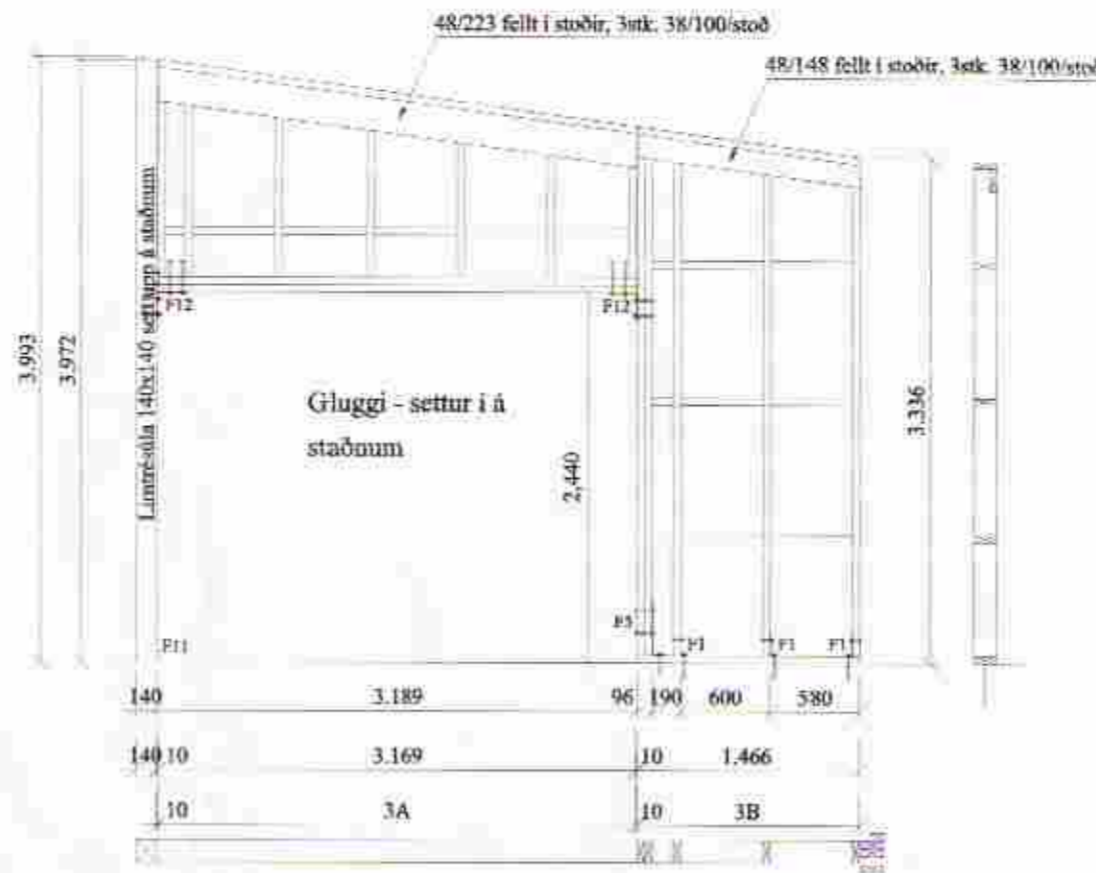 48/223 fellt í stoðir, 3stk. 38/100/stoð
48/148 fellt í stoðir, 3stk. 38/100/stoð
Límtrésúla 140x140 sett upp á staðnum
3.993
3.972
F12
F12
Gluggi - settur í á
staðnum
2,440
3.336
F11
F5
F1
F1
F1
140 3.189 96 190 600 580
140 10 3.169 10 1.466
10 3A 10 3B